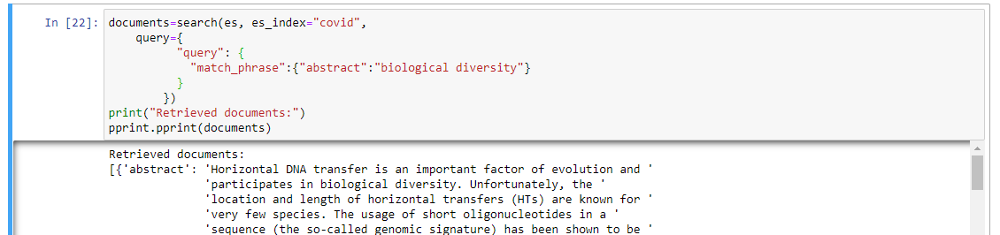 In [22]: documents=search(es, es_index="covid",
query={
"query": {
"match_phrase":{"abstract":"biological diversity"}
}
})
print("Retrieved documents:")
pprint.pprint(documents)
Retrieved documents:
[{'abstract': 'Horizontal DNA transfer is an important factor of evolution and '
'participates in biological diversity. Unfortunately, the '
'location and length of horizontal transfers (HTs) are known for '
'very few species. The usage of short oligonucleotides in a '
'sequence (the so-called genomic signature) has been shown to be '